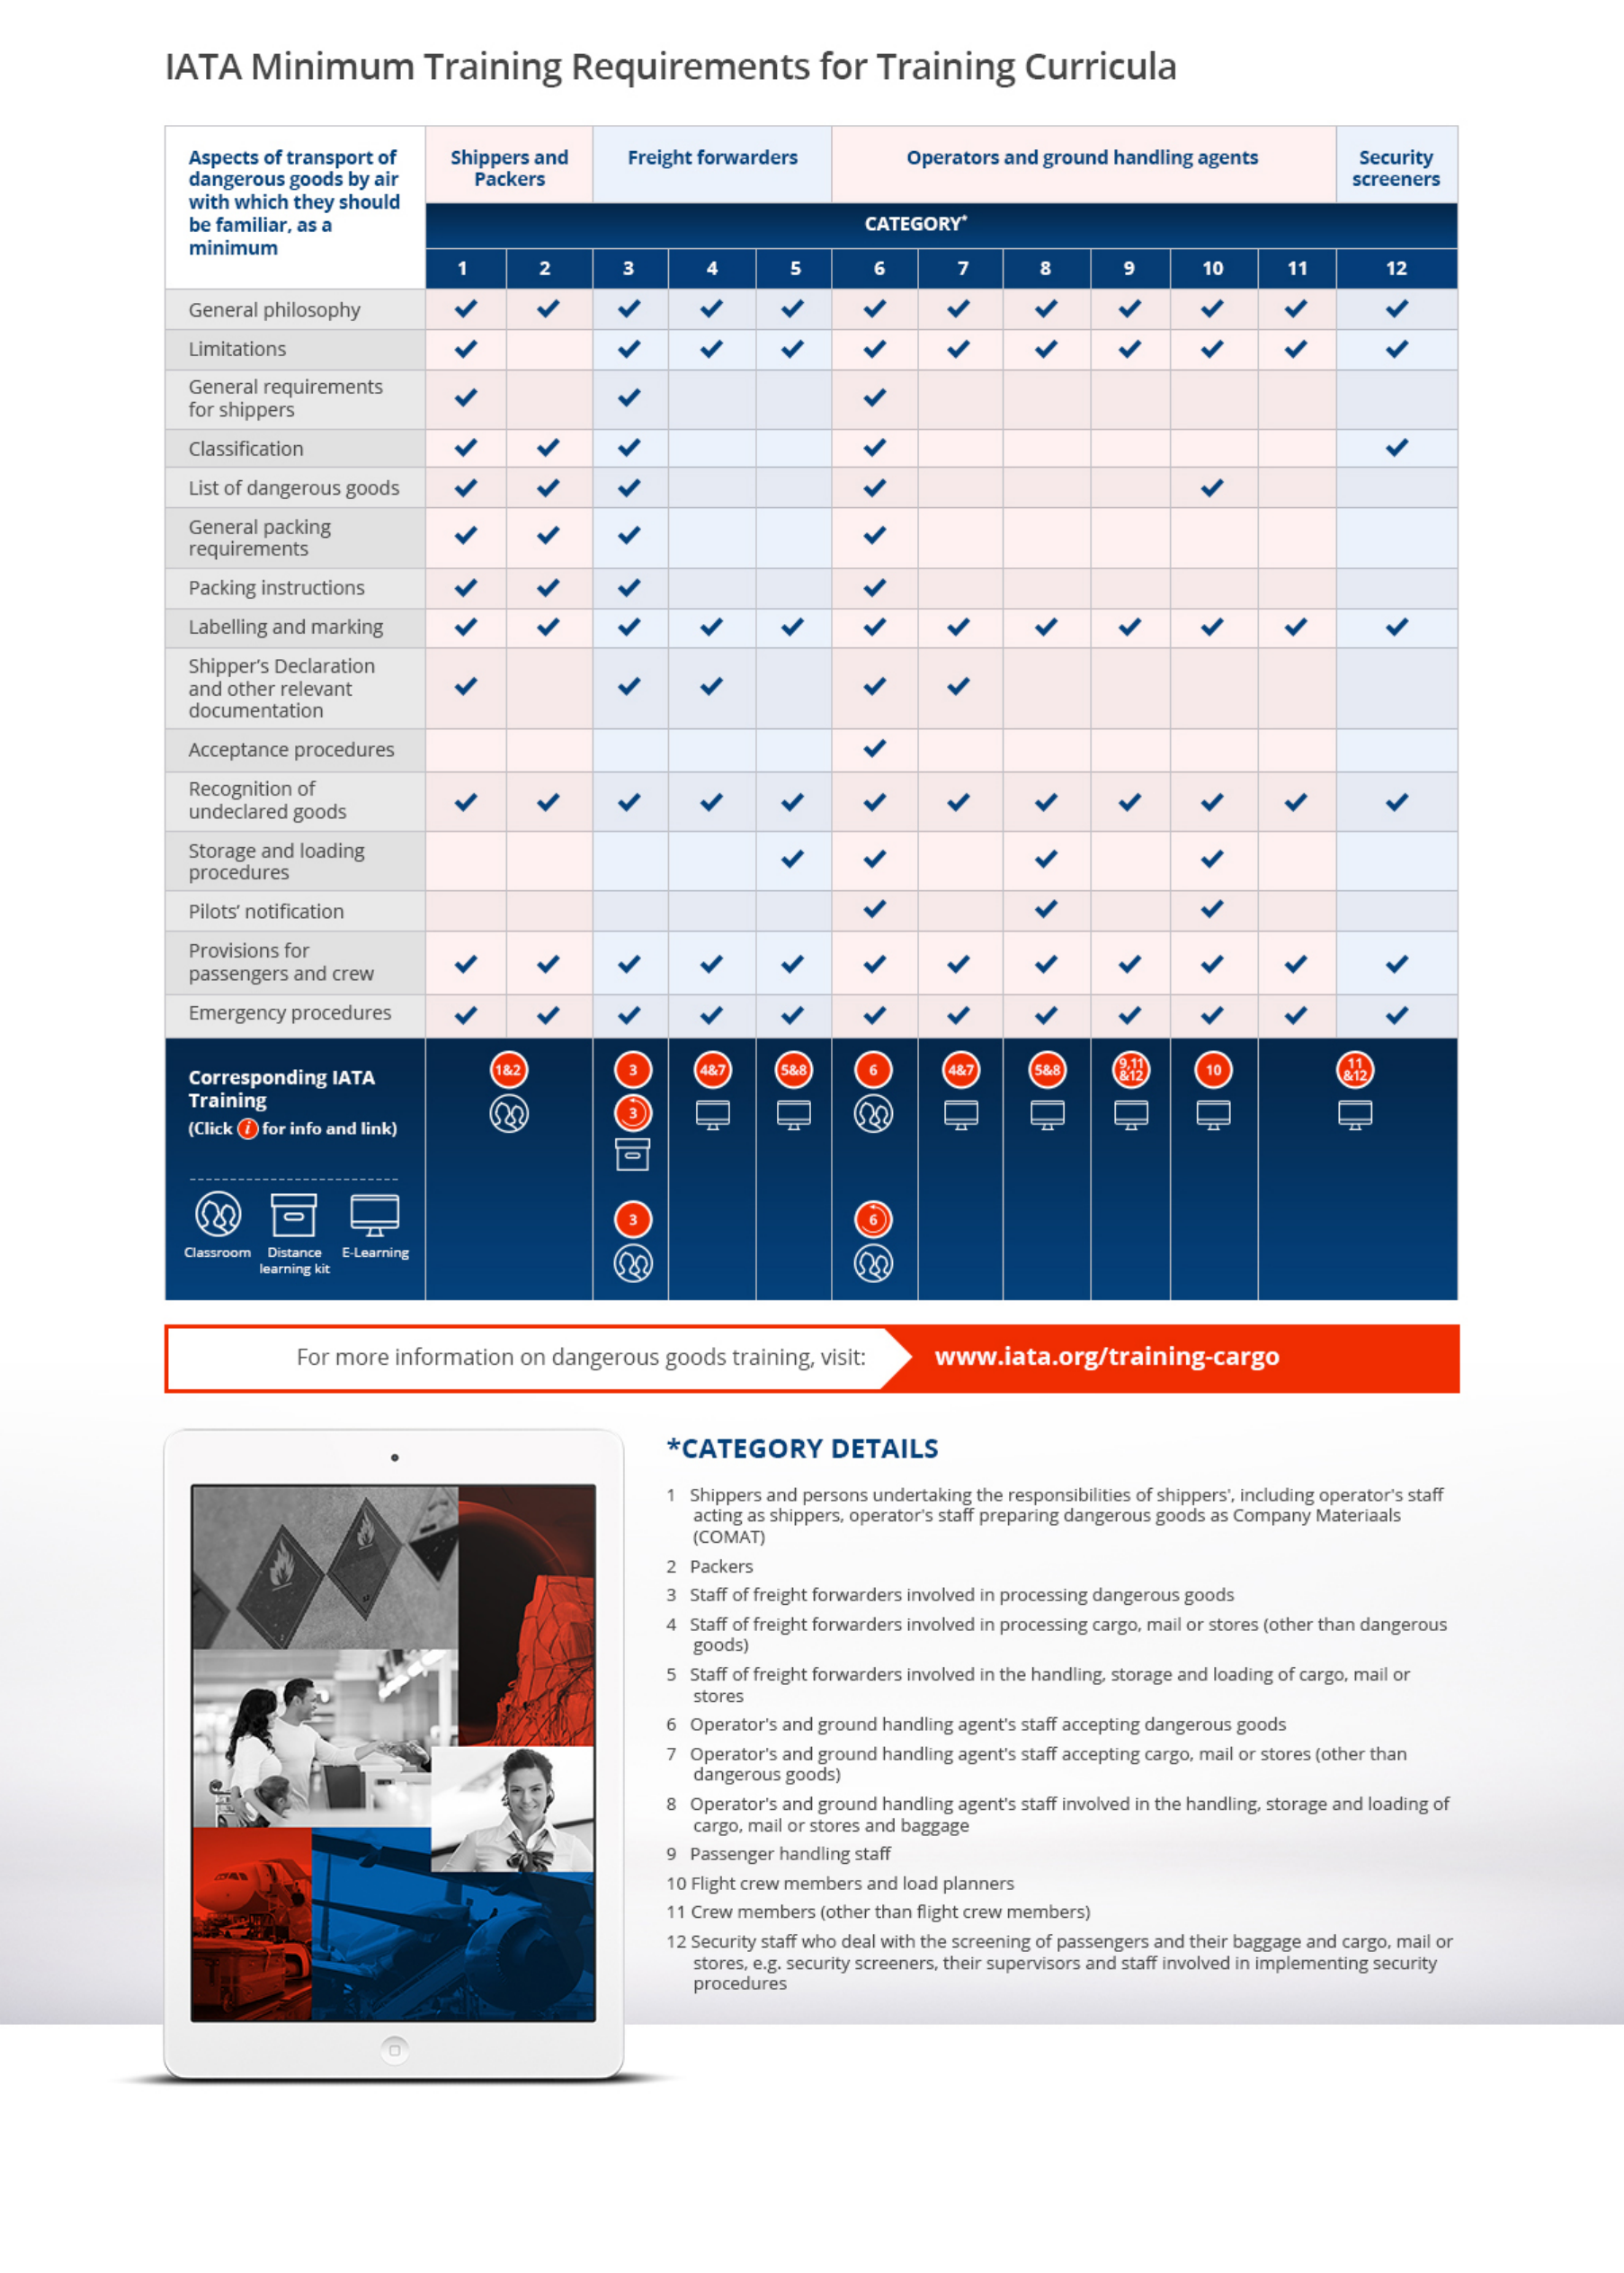 IATA Minimum Training Requirements for Training Curricula
Aspects of transport of
dangerous goods by air
with which they should
be familiar, as a
minimum
Shippers and
Packers
Freight forwarders
Operators and ground handling agents
Security
screeners
CATEGORY*
1 2 3 4 5 6 7 8 9 10 11 12
General philosophy
Limitations
General requirements
for shippers
Classification
List of dangerous goods
General packing
requirements
Packing instructions
Labelling and marking
Shipper's Declaration
and other relevant
documentation
Acceptance procedures
Recognition of
undeclared goods
Storage and loading
procedures
Pilots' notification
Provisions for
passengers and crew
Emergency procedures
Corresponding IATA
Training
(Click i for info and link)
Classroom Distance E-Learning
learning kit
1&2 3 4&7 5&8 6 4&7 5&8 9,11 10 11
&12 &12
3
3 6
For more information on dangerous goods training, visit: www.iata.org/training-cargo
*CATEGORY DETAILS
1 Shippers and persons undertaking the responsibilities of shippers', including operator's staff
acting as shippers, operator's staff preparing dangerous goods as Company Materiaals
(COMAT)
2 Packers
3 Staff of freight forwarders involved in processing dangerous goods
4 Staff of freight forwarders involved in processing cargo, mail or stores (other than dangerous
goods)
5 Staff of freight forwarders involved in the handling, storage and loading of cargo, mail or
stores
6 Operator's and ground handling agent's staff accepting dangerous goods
7 Operator's and ground handling agent's staff accepting cargo, mail or stores (other than
dangerous goods)
8 Operator's and ground handling agent's staff involved in the handling, storage and loading of
cargo, mail or stores and baggage
9 Passenger handling staff
10 Flight crew members and load planners
11 Crew members (other than flight crew members)
12 Security staff who deal with the screening of passengers and their baggage and cargo, mail or
stores, e.g. security screeners, their supervisors and staff involved in implementing security
procedures